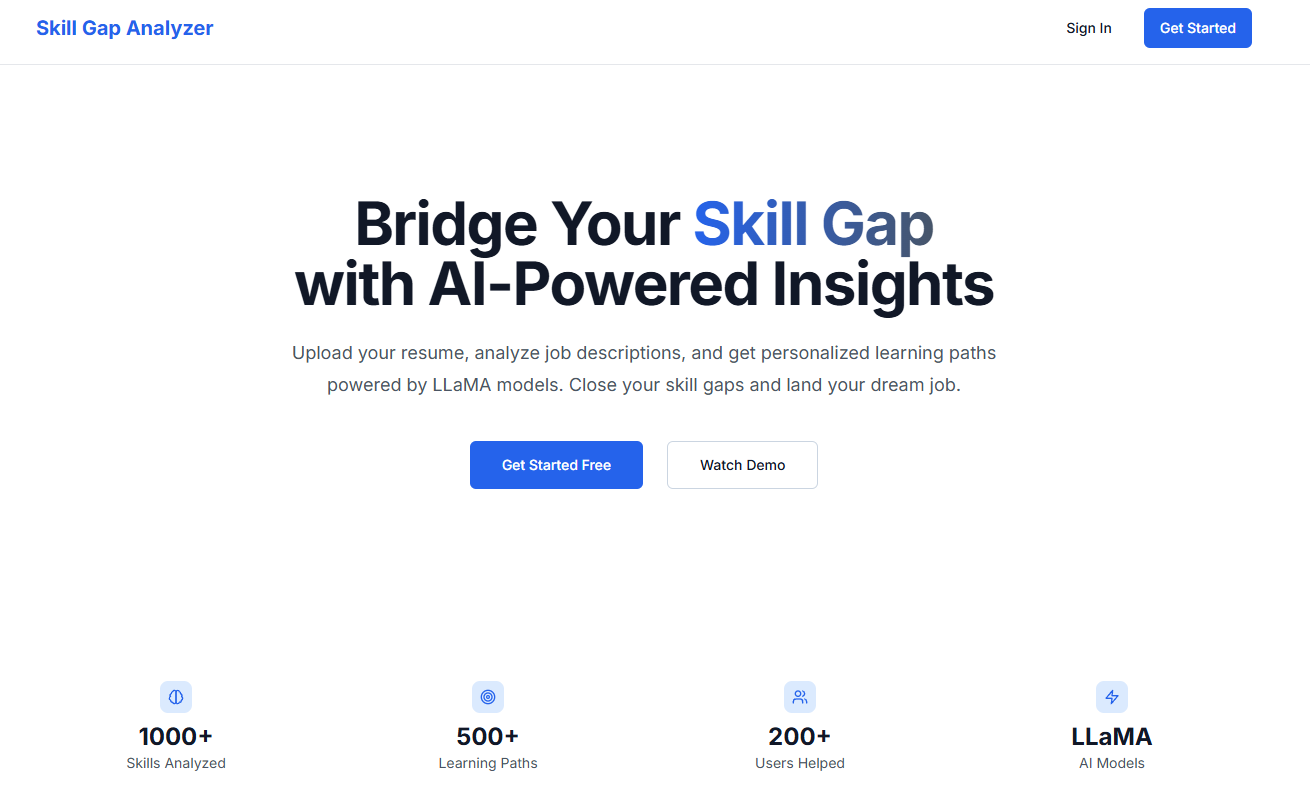 Skill Gap Analyzer
Sign In
Get Started
Bridge Your Skill Gap
with AI-Powered Insights
Upload your resume, analyze job descriptions, and get personalized learning paths
powered by LLaMA models. Close your skill gaps and land your dream job.
Get Started Free
Watch Demo
1000+
Skills Analyzed
500+
Learning Paths
200+
Users Helped
LLaMA
AI Models